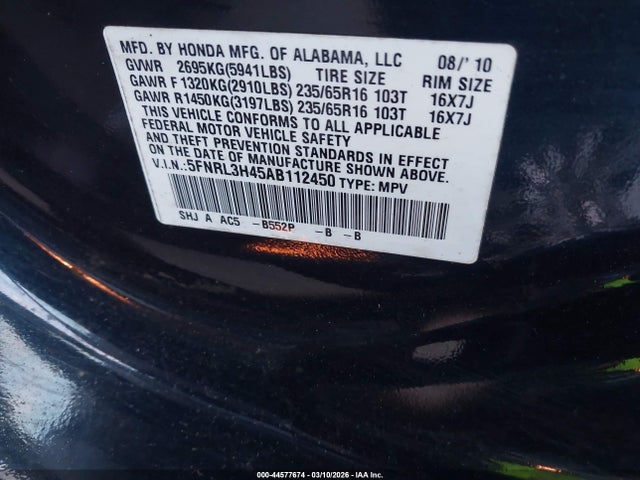 MFD. BY HONDA MFG. OF ALABAMA, LLC 08/'10
GVWR 2695KG(5941LBS) TIRE SIZE RIM SIZE
GAWR F 1320KG(2910LBS) 235/65R16 103T 16X7J
GAWR R1450KG(3197LBS) 235/65R16 103T 16X7J
THIS VEHICLE CONFORMS TO ALL APPLICABLE
FEDERAL MOTOR VEHICLE SAFETY
AND THEFT PREVENTION STANDARDS IN EFFECT
ON THE DATE OF MANUFACTURE SHOWN ABOVE.
V.I.N.:5FNRL3H45AB112450 TYPE: MPV
SHJ A AC5 -B552P -B -B
000-44577674 - 03/10/2026 - IAA Inc.